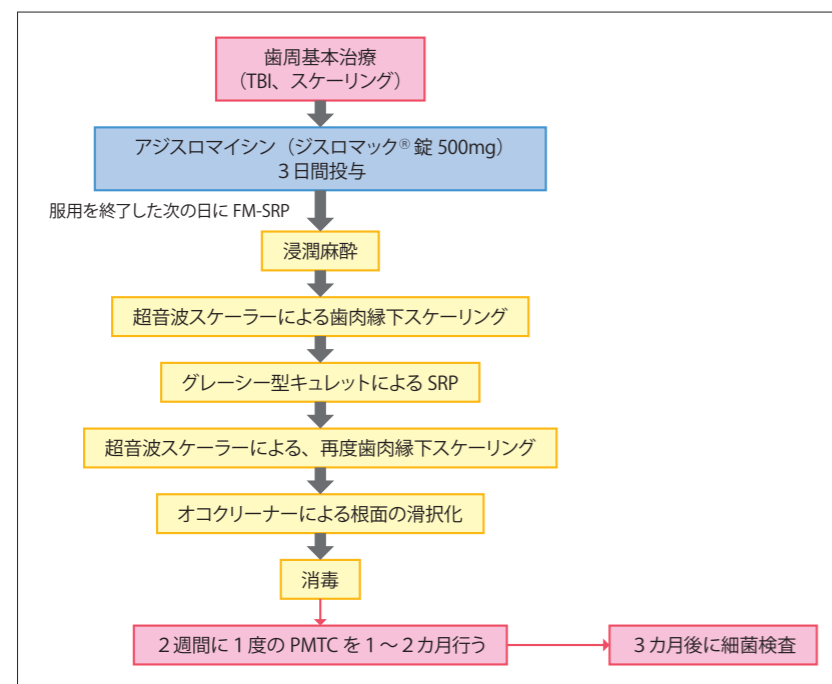 歯周基本治療
（TBI、スケーリング）
アジスロマイシン（ジスロマック®錠 500mg）
３日間投与
服用を終了した次の日に FM-SRP
浸潤麻酔
超音波スケーラーによる歯肉縁下スケーリング
グレーシー型キュレットによる SRP
超音波スケーラーによる、再度歯肉縁下スケーリング
オコクリーナーによる根面の滑択化
消毒
２週間に１度の PMTC を１～２カ月行う
３カ月後に細菌検査